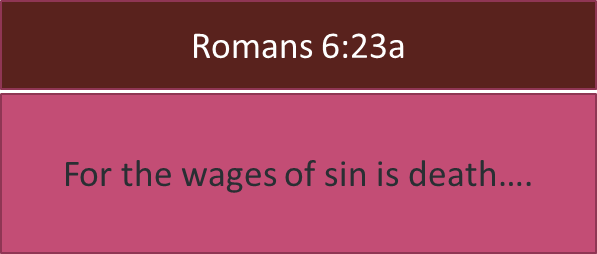 Romans 6:23a
For the wages of sin is death....